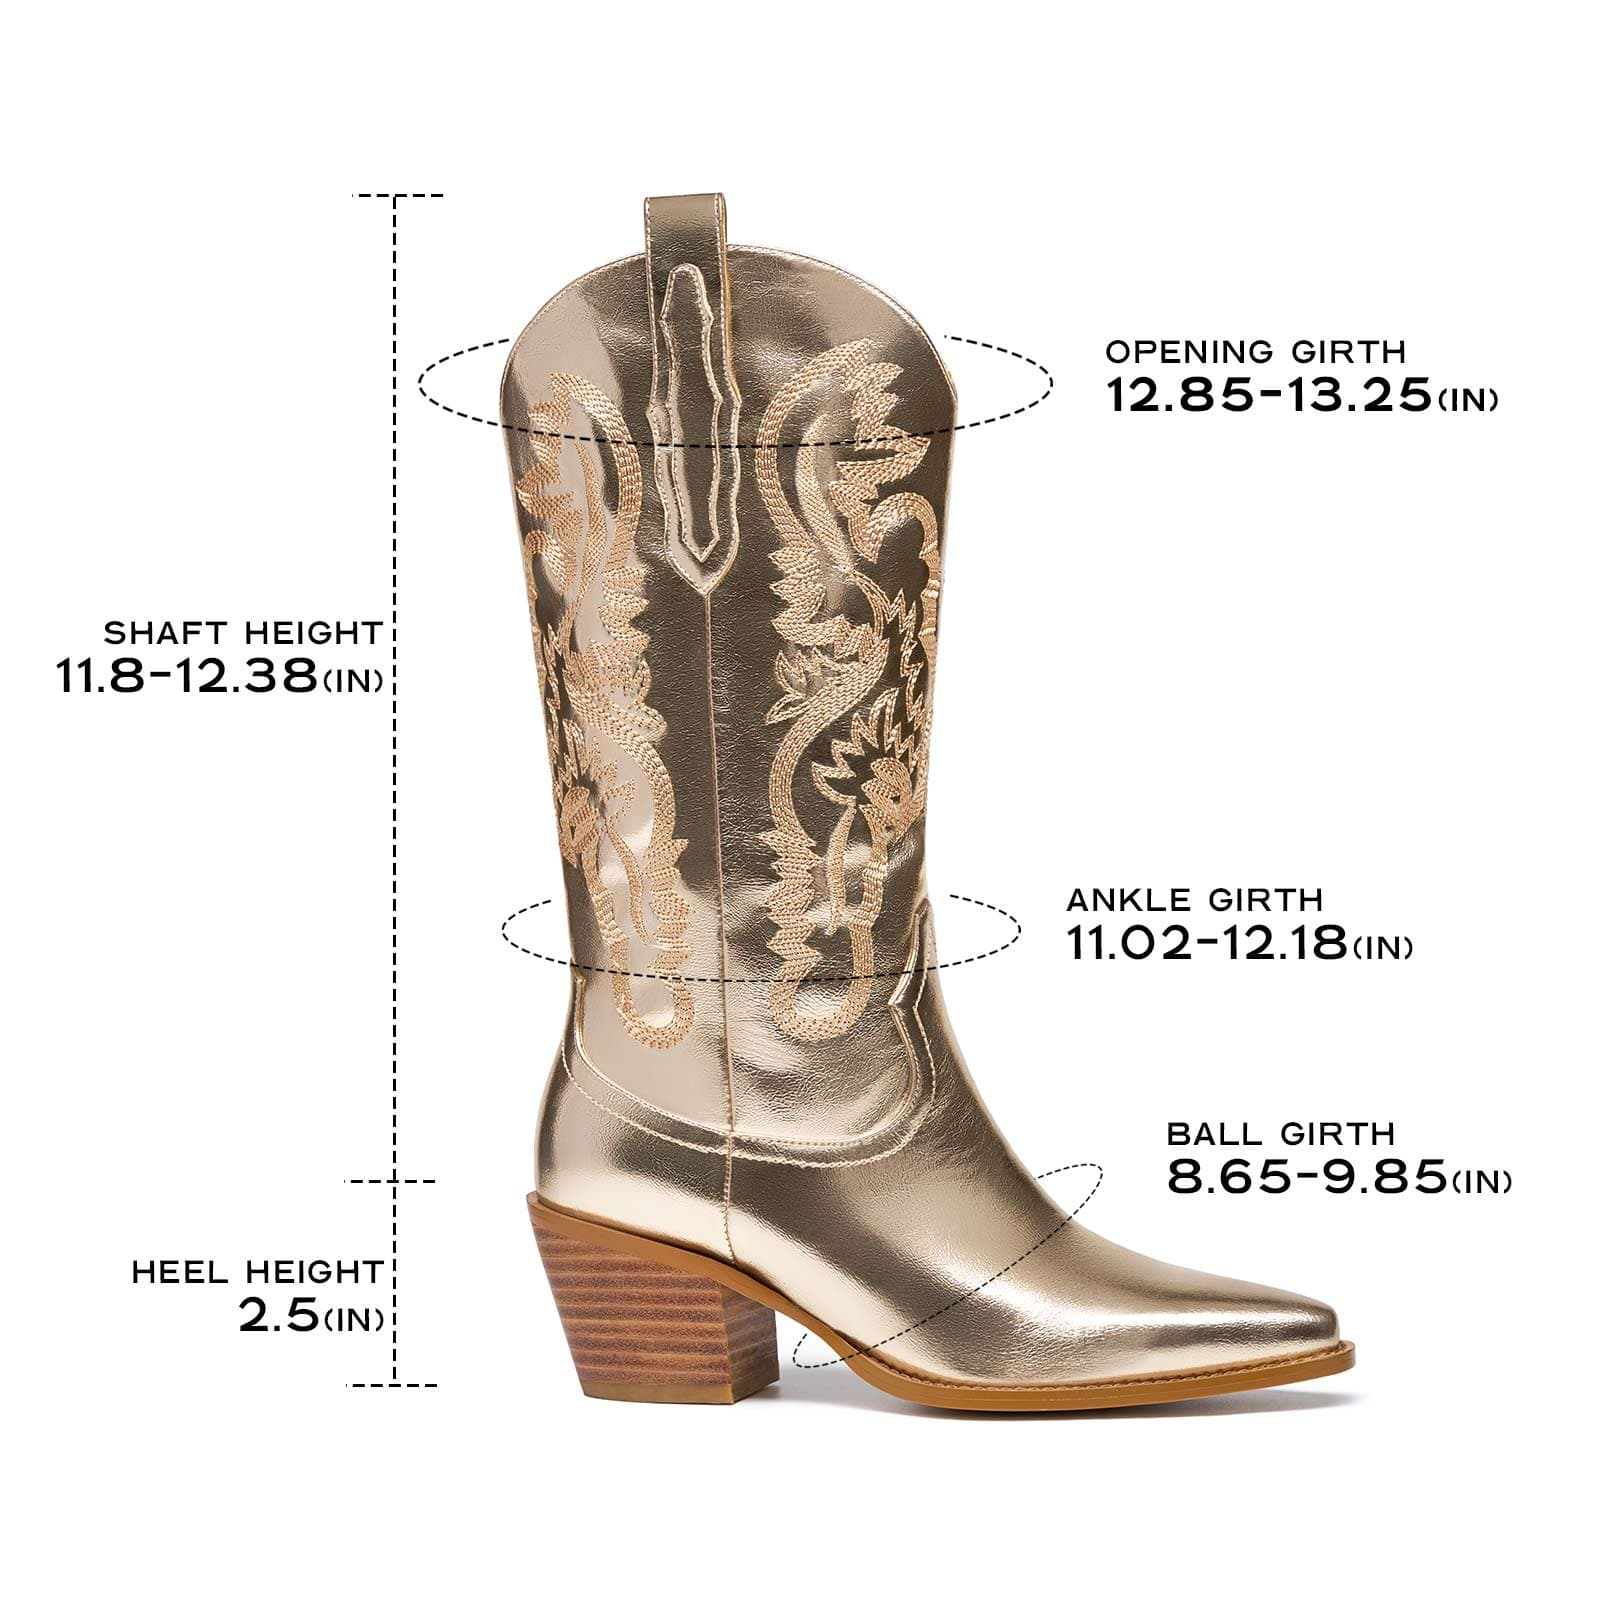 OPENING GIRTH
12.85-13.25(IN)
SHAFT HEIGHT
11.8-12.38(IN)
ANKLE GIRTH
11.02-12.18(IN)
BALL GIRTH
8.65-9.85(IN)
HEEL HEIGHT
2.5(IN)